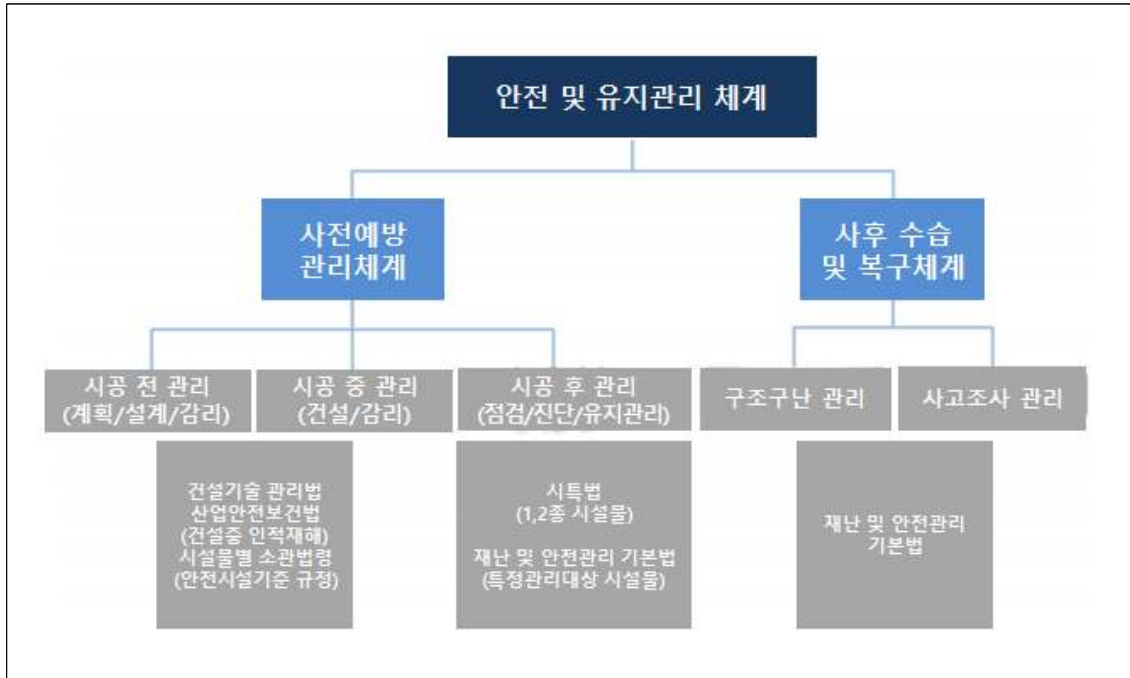 안전 및 유지관리 체계
사전예방
관리체계
사후 수습
및 복구체계
시공 전 관리
(계획/설계/감리)
시공 중 관리
(건설/감리)
시공 후 관리
(점검/진단/유지관리)
구조구난 관리
사고조사 관리
건설기술 관리법
산업안전보건법
(건설중 인적재해)
시설물별 소관법령
(안전시설기준 규정)
시특법
(1,2종 시설물)
재난 및 안전관리 기본법
(특정관리대상 시설물)
재난 및 안전관리
기본법